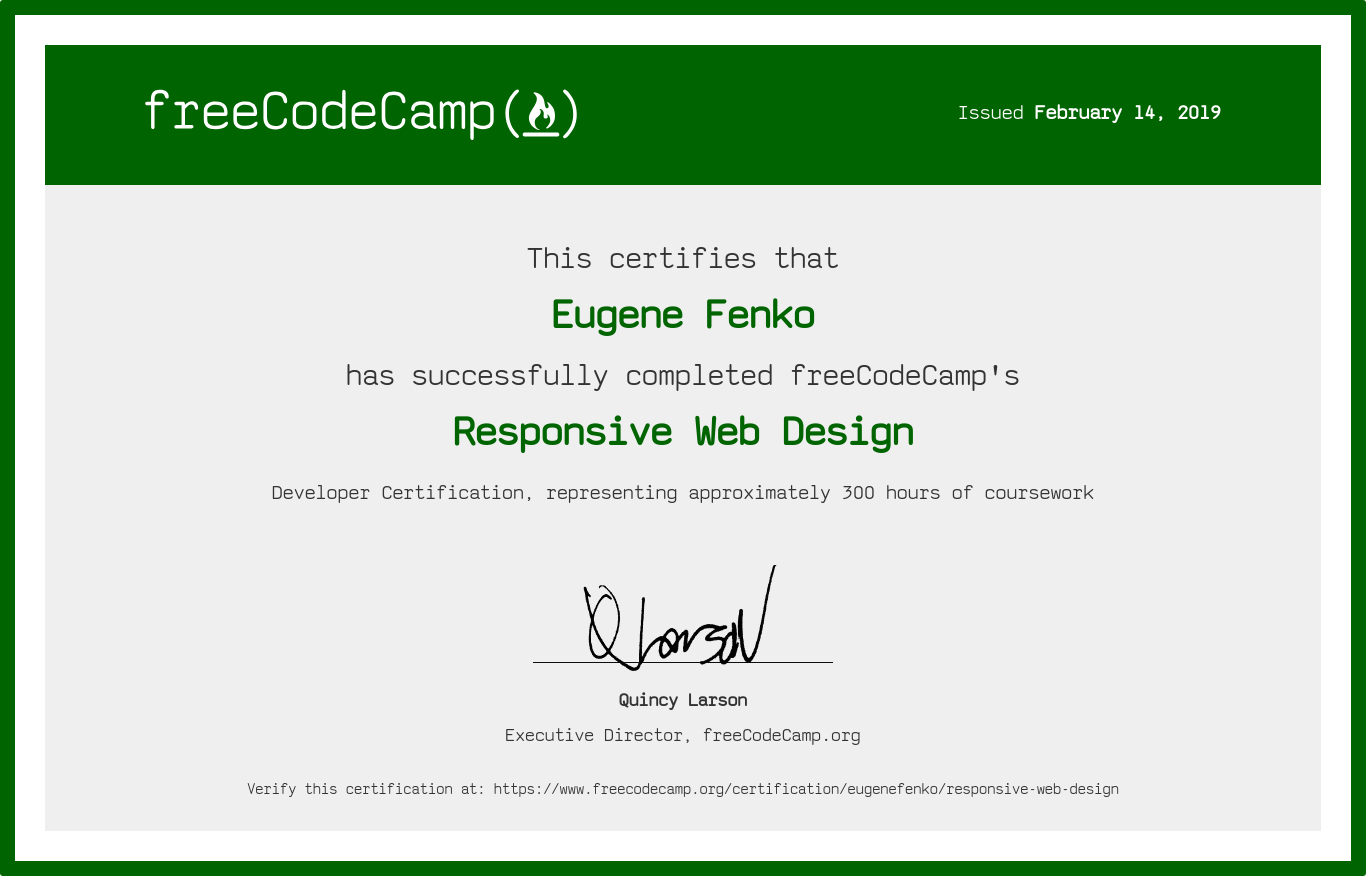 freeCodeCamp(🔥)
Issued February 14, 2019
This certifies that
Eugene Fenko
has successfully completed freeCodeCamp's
Responsive Web Design
Developer Certification, representing approximately 300 hours of coursework
QLarson
Quincy Larson
Executive Director, freeCodeCamp.org
Verify this certification at: https://www.freecodecamp.org/certification/eugenefenko/responsive-web-design